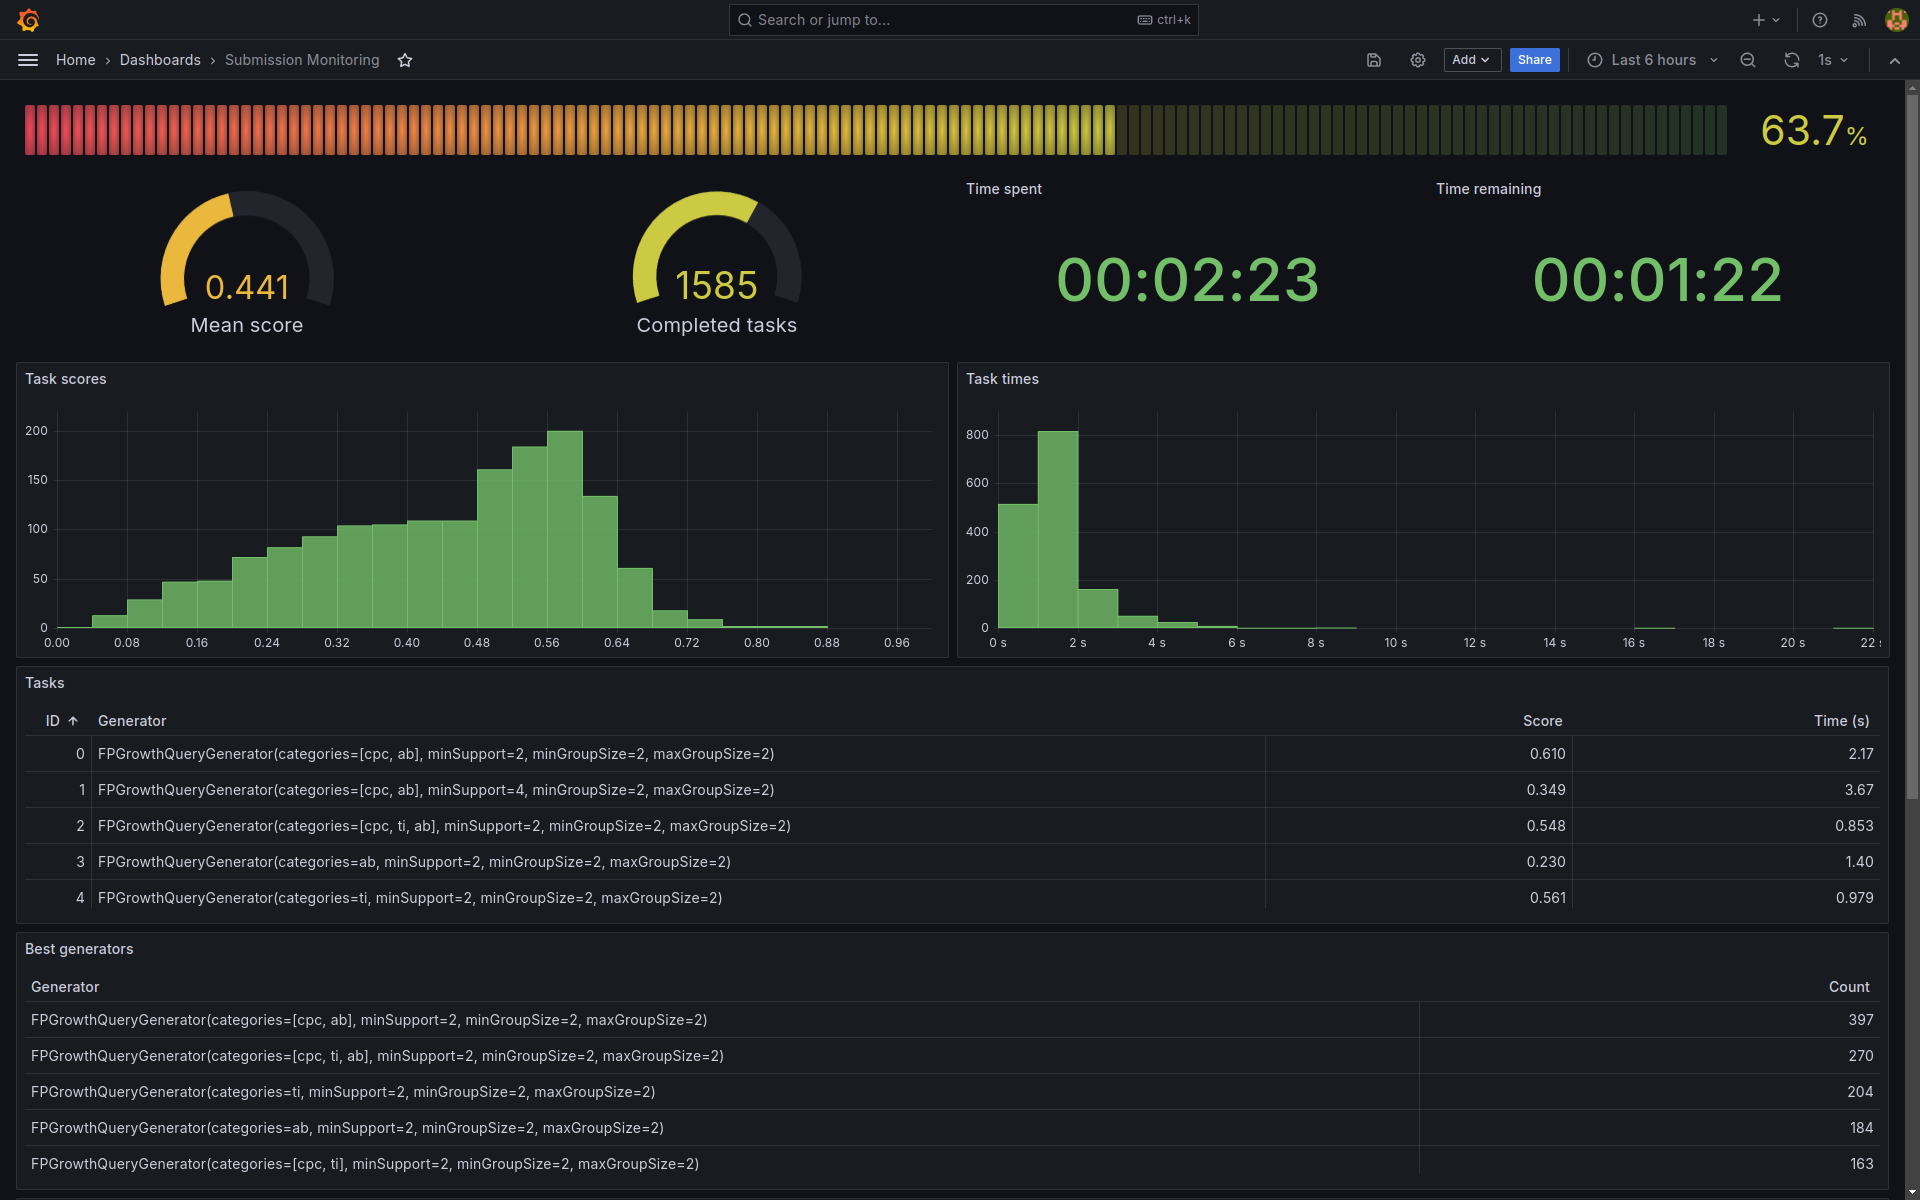 Search or jump to... ctrl+k
Home › Dashboards › Submission Monitoring
Add Share Last 6 hours 1s
63.7%
0.441
Mean score
1585
Completed tasks
Time spent
00:02:23
Time remaining
00:01:22
Task scores
200
150
100
50
0
0.00 0.08 0.16 0.24 0.32 0.40 0.48 0.56 0.64 0.72 0.80 0.88 0.96
Task times
800
600
400
200
0
0 s 2 s 4 s 6 s 8 s 10 s 12 s 14 s 16 s 18 s 20 s 22
Tasks
ID Generator Score Time (s)
0 FPGrowthQueryGenerator(categories=[cpc, ab], minSupport=2, minGroupSize=2, maxGroupSize=2) 0.610 2.17
1 FPGrowthQueryGenerator(categories=[cpc, ab], minSupport=4, minGroupSize=2, maxGroupSize=2) 0.349 3.67
2 FPGrowthQueryGenerator(categories=[cpc, ti, ab], minSupport=2, minGroupSize=2, maxGroupSize=2) 0.548 0.853
3 FPGrowthQueryGenerator(categories=ab, minSupport=2, minGroupSize=2, maxGroupSize=2) 0.230 1.40
4 FPGrowthQueryGenerator(categories=ti, minSupport=2, minGroupSize=2, maxGroupSize=2) 0.561 0.979
Best generators
Generator Count
FPGrowthQueryGenerator(categories=[cpc, ab], minSupport=2, minGroupSize=2, maxGroupSize=2) 397
FPGrowthQueryGenerator(categories=[cpc, ti, ab], minSupport=2, minGroupSize=2, maxGroupSize=2) 270
FPGrowthQueryGenerator(categories=ti, minSupport=2, minGroupSize=2, maxGroupSize=2) 204
FPGrowthQueryGenerator(categories=ab, minSupport=2, minGroupSize=2, maxGroupSize=2) 184
FPGrowthQueryGenerator(categories=[cpc, ti], minSupport=2, minGroupSize=2, maxGroupSize=2) 163